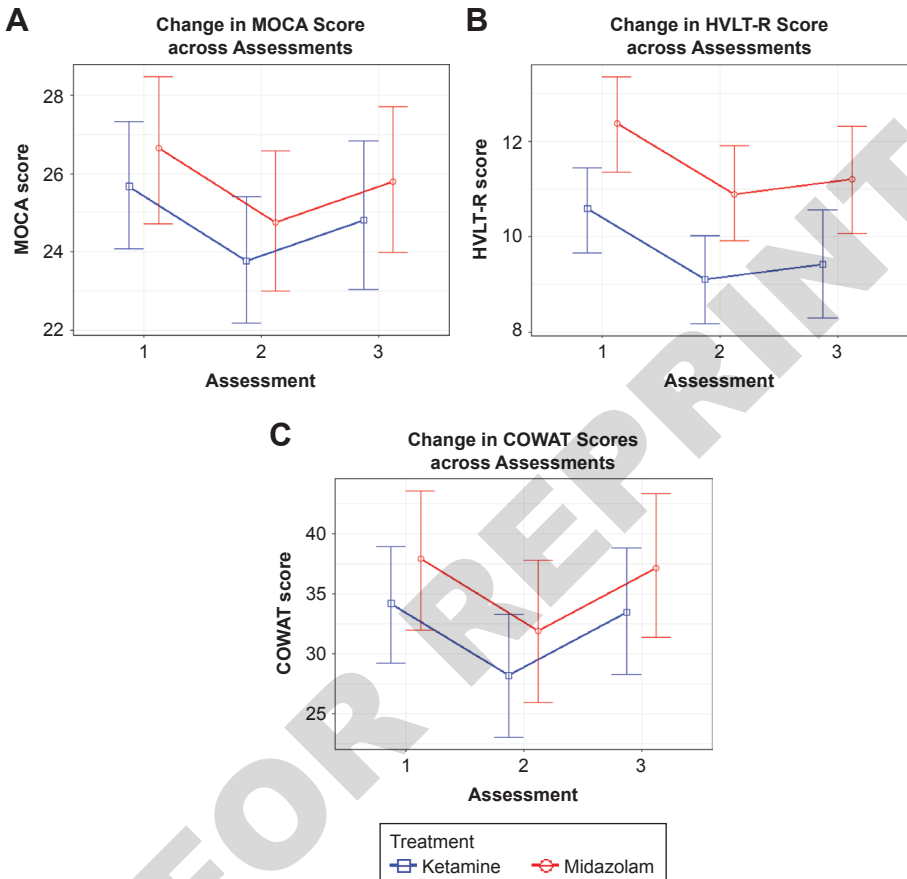 A
Change in MOCA Score
across Assessments
MOCA score
28
26
24
22
1 2 3
Assessment
B
Change in HVLT-R Score
across Assessments
HVLT-R score
12
10
8
1 2 3
Assessment
C
Change in COWAT Scores
across Assessments
COWAT score
40
35
30
25
1 2 3
Assessment
Treatment
Ketamine Midazolam
FOR REPRINT